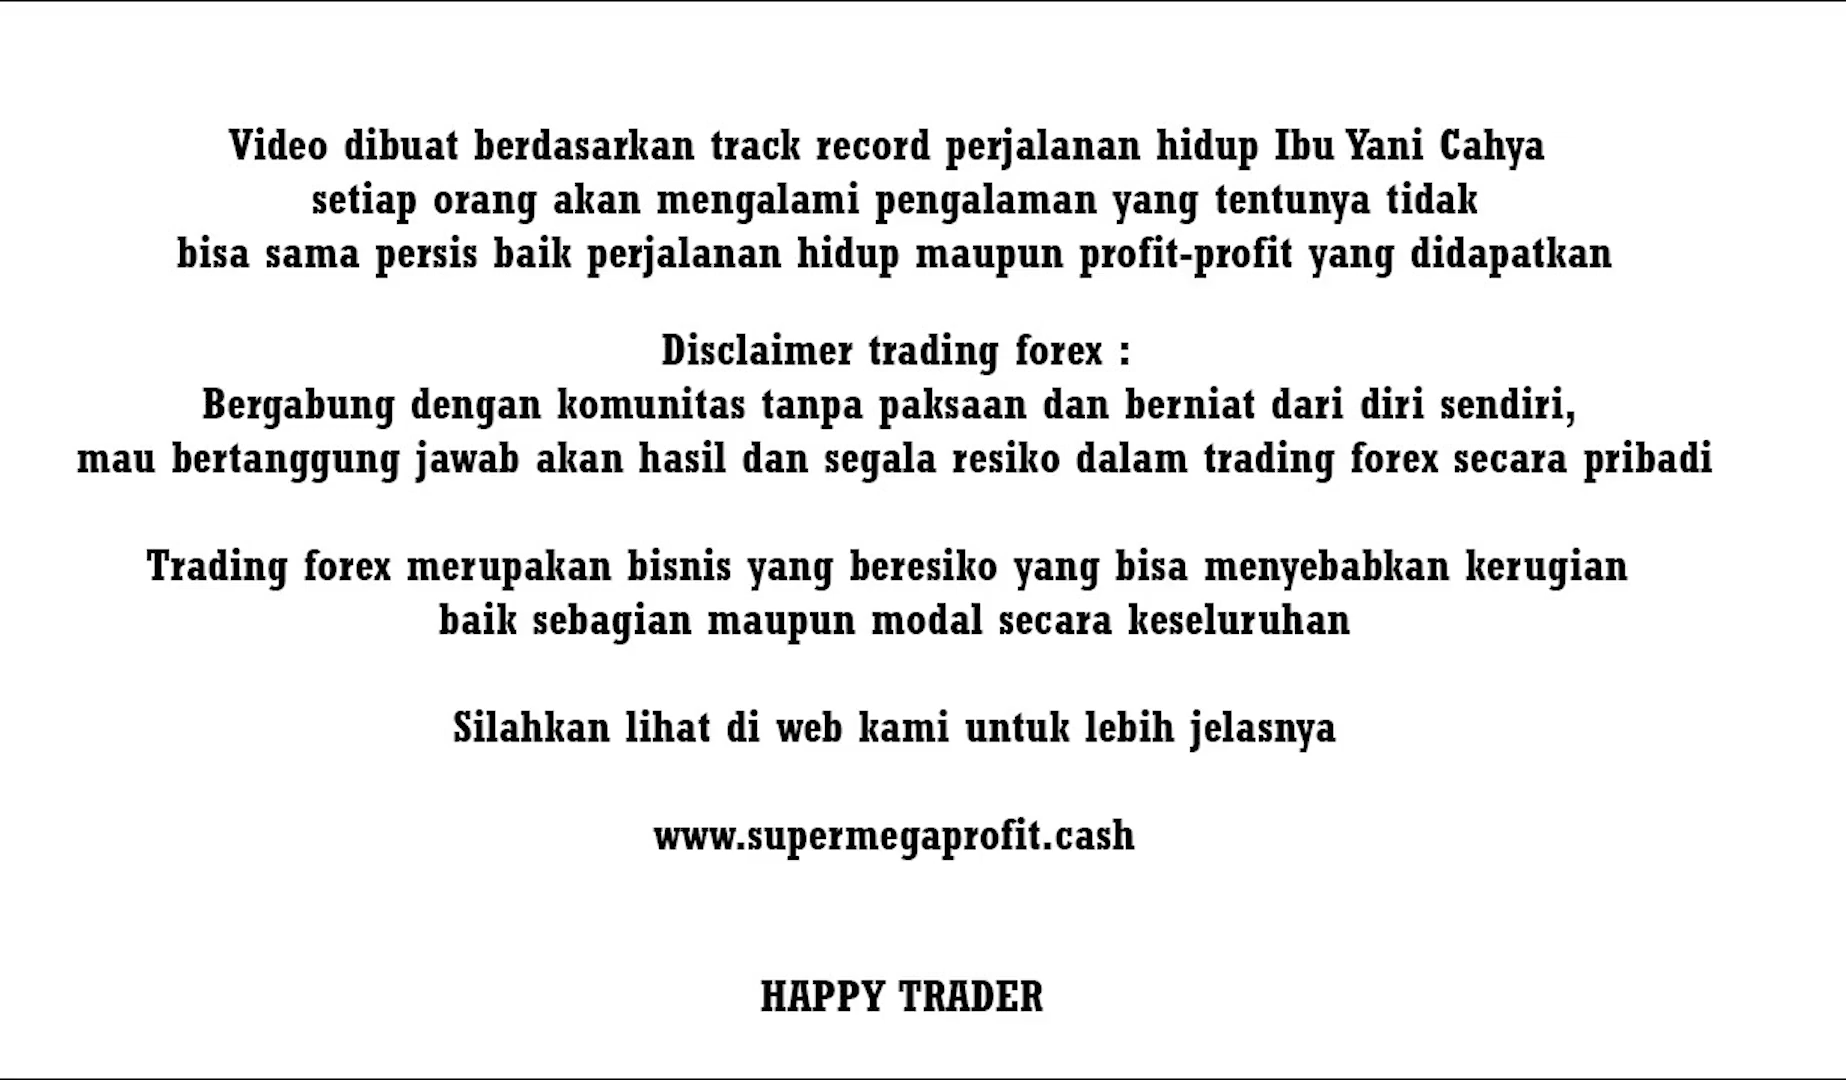 Video dibuat berdasarkan track record perjalanan hidup Ibu Yani Cahya
setiap orang akan mengalami pengalaman yang tentunya tidak
bisa sama persis baik perjalanan hidup maupun profit-profit yang didapatkan
Disclaimer trading forex :
Bergabung dengan komunitas tanpa paksaan dan berniat dari diri sendiri,
mau bertanggung jawab akan hasil dan segala resiko dalam trading forex secara pribadi
Trading forex merupakan bisnis yang beresiko yang bisa menyebabkan kerugian
baik sebagian maupun modal secara keseluruhan
Silahkan lihat di web kami untuk lebih jelasnya
www.supermegaprofit.cash
HAPPY TRADER